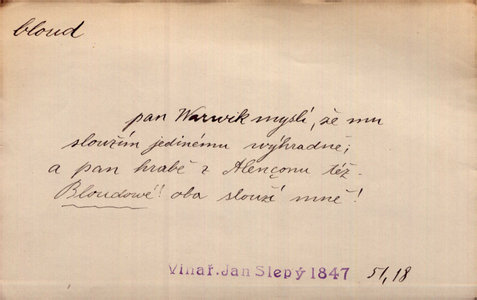 bloud
pan Warwik myslí, že mu
sloužím jedinému výhradně;
a pan hrabě z Alençonu též.
Bloudové! oba slouží mně!
Vinař. Jan Slepý 1847 51,18